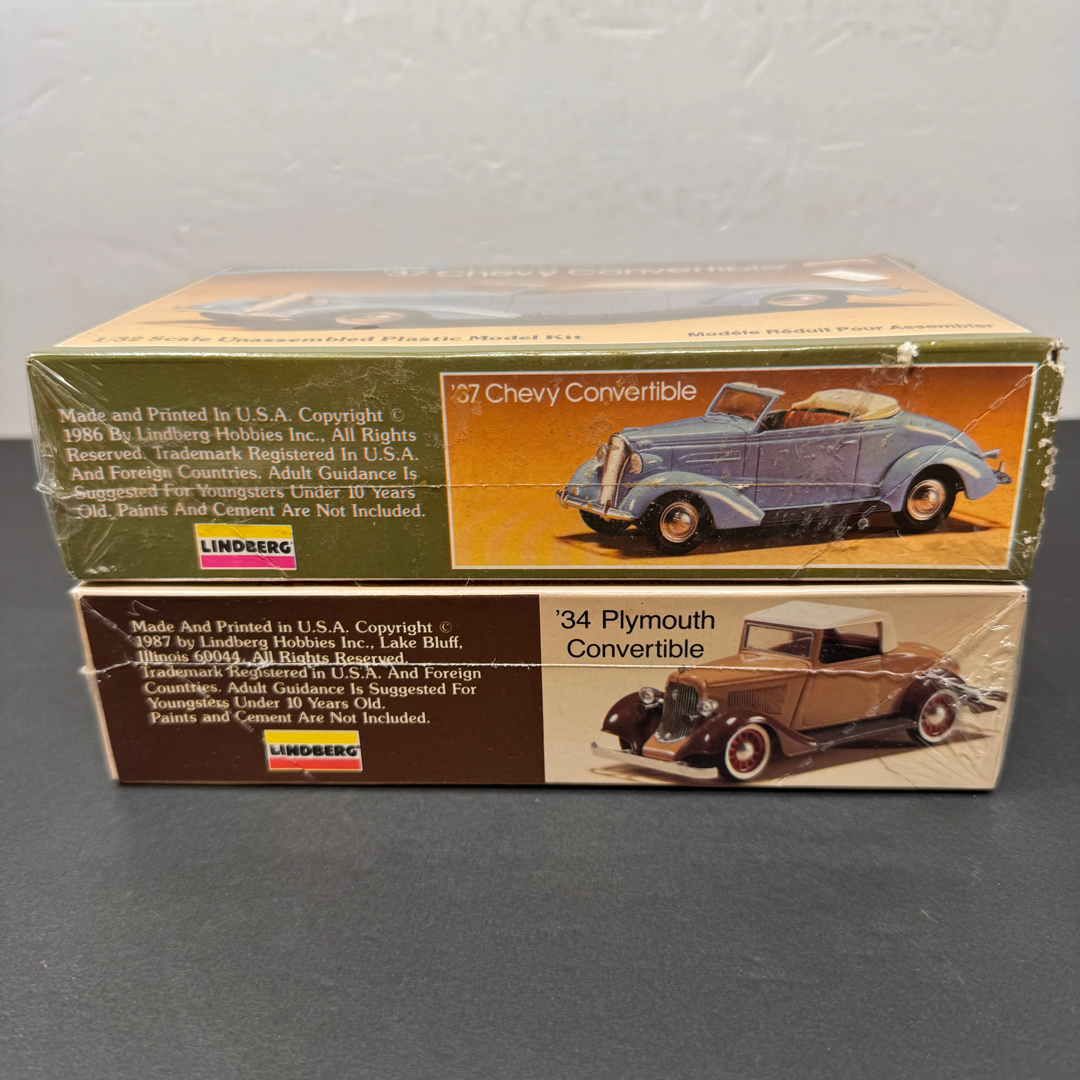 '37 Chevy Convertible
1/32 Scale Unassembled Plastic Model Kit
Modéle Réduit Pour Assembler
Made and Printed In U.S.A. Copyright ©
1986 By Lindberg Hobbies Inc., All Rights
Reserved. Trademark Registered In U.S.A.
And Foreign Countries. Adult Guidance Is
Suggested For Youngsters Under 10 Years
Old. Paints And Cement Are Not Included.
LINDBERG
'37 Chevy Convertible
Made And Printed in U.S.A. Copyright ©
1987 by Lindberg Hobbies Inc., Lake Bluff,
Illinois 60044. All Rights Reserved.
Trademark Registered in U.S.A. And Foreign
Countries. Adult Guidance Is Suggested For
Youngsters Under 10 Years Old.
Paints and Cement Are Not Included.
LINDBERG
'34 Plymouth
Convertible